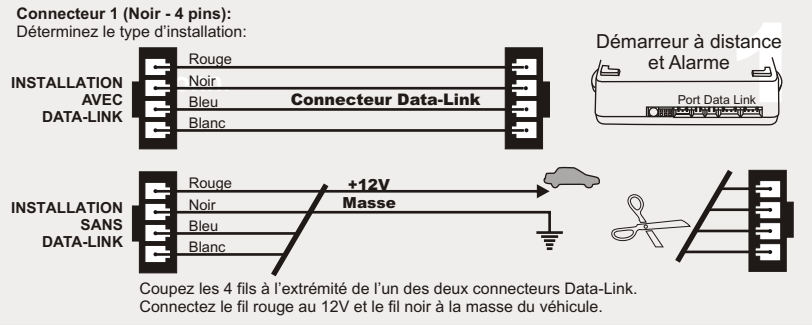 Connecteur 1 (Noir - 4 pins):
Déterminez le type d'installation:
Démarreur à distance
et Alarme
1
Port Data Link
INSTALLATION
AVEC
DATA-LINK
Rouge
Noir
Bleu
Blanc
Connecteur Data-Link
INSTALLATION
SANS
DATA-LINK
Rouge
Noir
Bleu
Blanc
+12V
Masse
Coupez les 4 fils à l'extrémité de l'un des deux connecteurs Data-Link.
Connectez le fil rouge au 12V et le fil noir à la masse du véhicule.